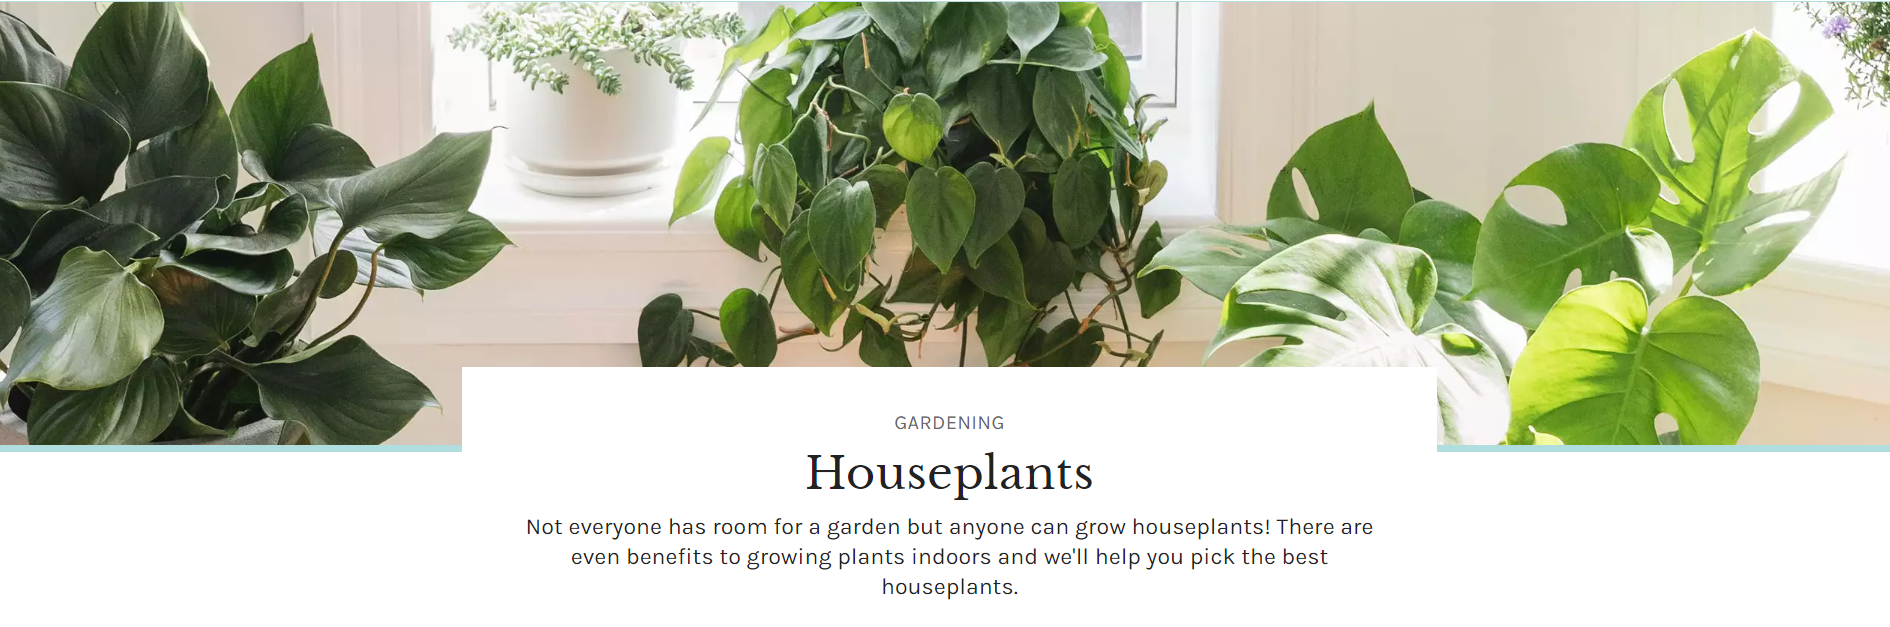 GARDENING
Houseplants
Not everyone has room for a garden but anyone can grow houseplants! There are
even benefits to growing plants indoors and we'll help you pick the best
houseplants.